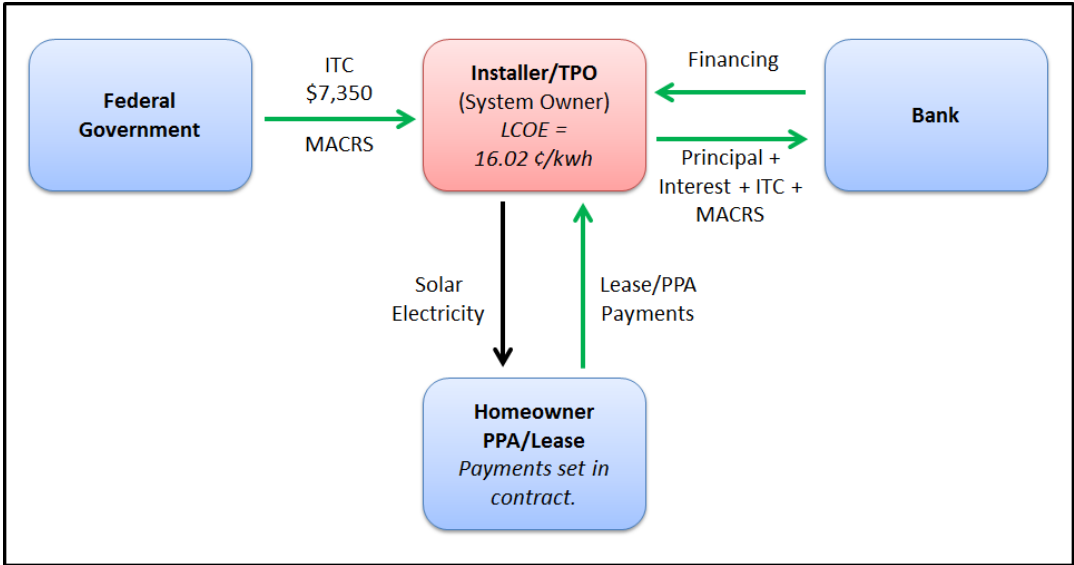 Federal
Government
ITC
$7,350
MACRS
Installer/TPO
(System Owner)
LCOE =
16.02 ¢/kwh
Financing
Principal +
Interest + ITC +
MACRS
Bank
Solar
Electricity
Lease/PPA
Payments
Homeowner
PPA/Lease
Payments set in
contract.